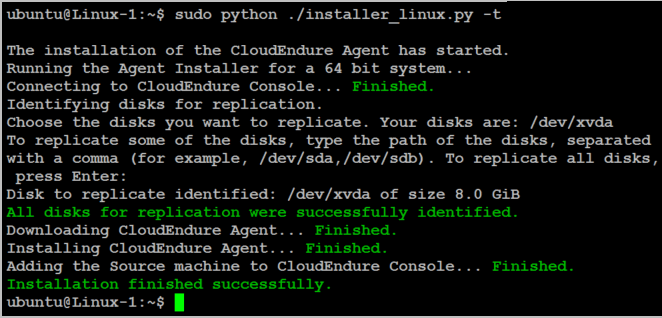 ubuntu@Linux-1:~$ sudo python ./installer_linux.py -t
The installation of the CloudEndure Agent has started.
Running the Agent Installer for a 64 bit system...
Connecting to CloudEndure Console... Finished.
Identifying disks for replication.
Choose the disks you want to replicate. Your disks are: /dev/xvda
To replicate some of the disks, type the path of the disks, separated
with a comma (for example, /dev/sda,/dev/sdb). To replicate all disks,
press Enter:
Disk to replicate identified: /dev/xvda of size 8.0 GiB
All disks for replication were successfully identified.
Downloading CloudEndure Agent... Finished.
Installing CloudEndure Agent... Finished.
Adding the Source machine to CloudEndure Console... Finished.
Installation finished successfully.
ubuntu@Linux-1:~$